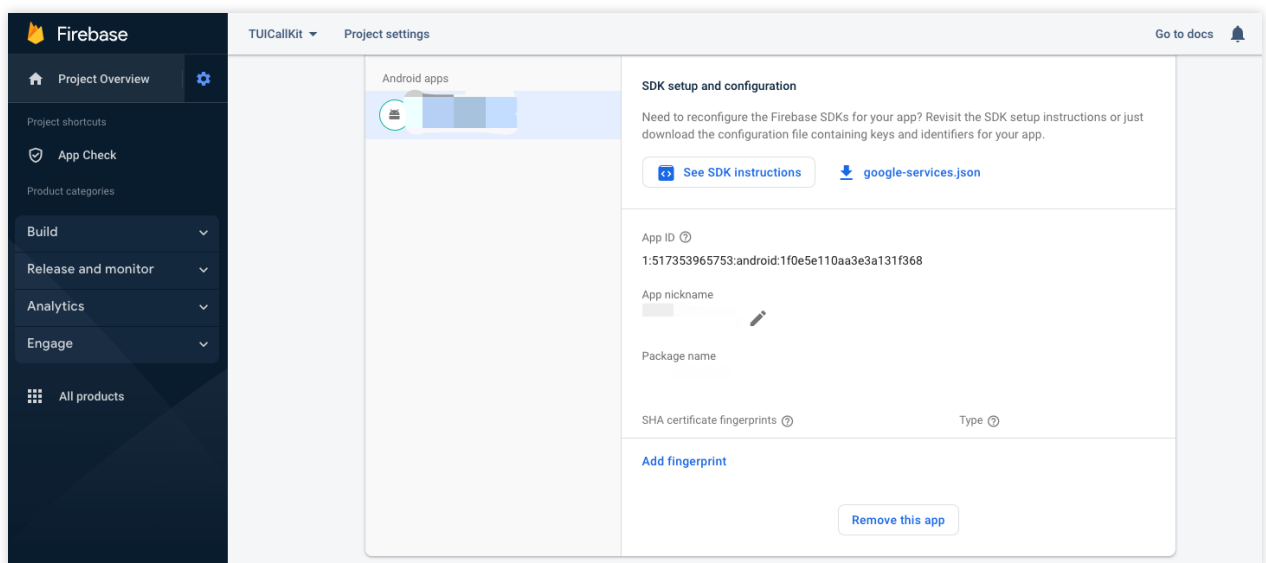 Firebase
TUICallKit
Project settings
Go to docs
Project Overview
Project shortcuts
App Check
Product categories
Build
Release and monitor
Analytics
Engage
All products
Android apps
SDK setup and configuration
Need to reconfigure the Firebase SDKs for your app? Revisit the SDK setup instructions or just
download the configuration file containing keys and identifiers for your app.
See SDK instructions
google-services.json
App ID
1:517353965753:android:1f0e5e110aa3e3a131f368
App nickname
Package name
SHA certificate fingerprints
Type
Add fingerprint
Remove this app